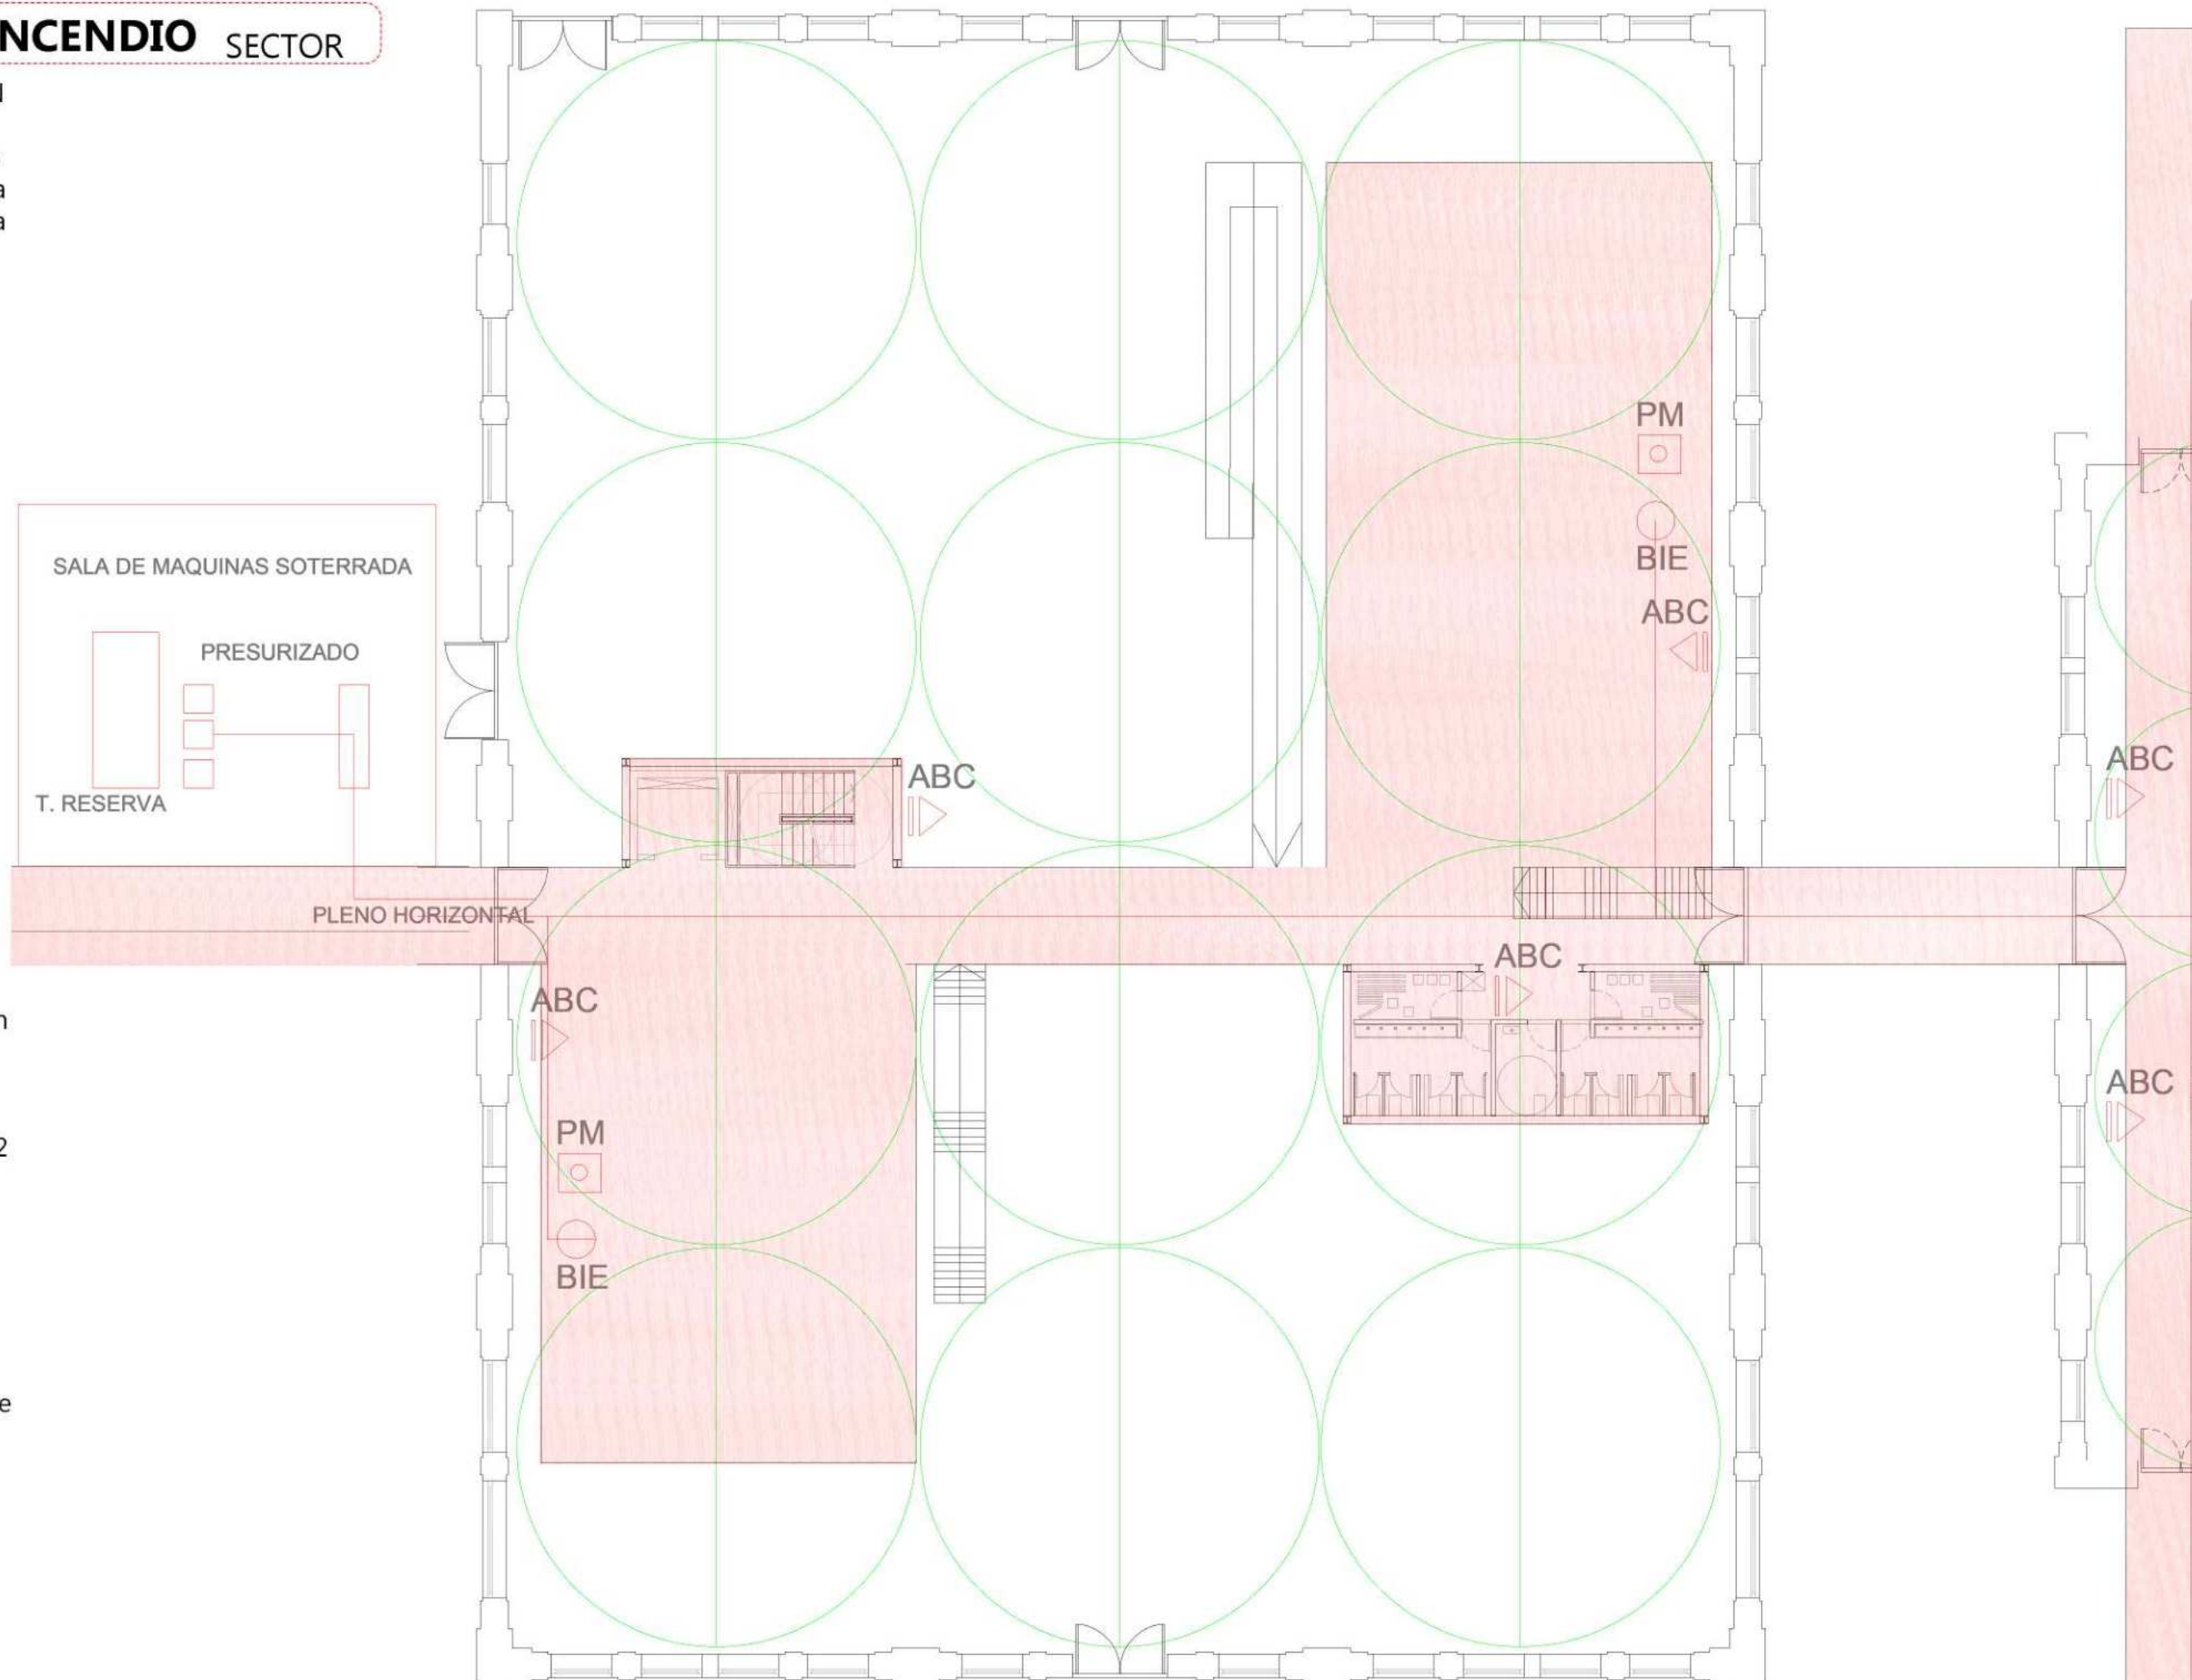 NCENDIO SECTOR
a
a
SALA DE MAQUINAS SOTERRADA
PRESURIZADO
T. RESERVA
PLENO HORIZONTAL
n
2
e
ABC
PM
BIE
ABC
PM
BIE
ABC
ABC
ABC
ABC